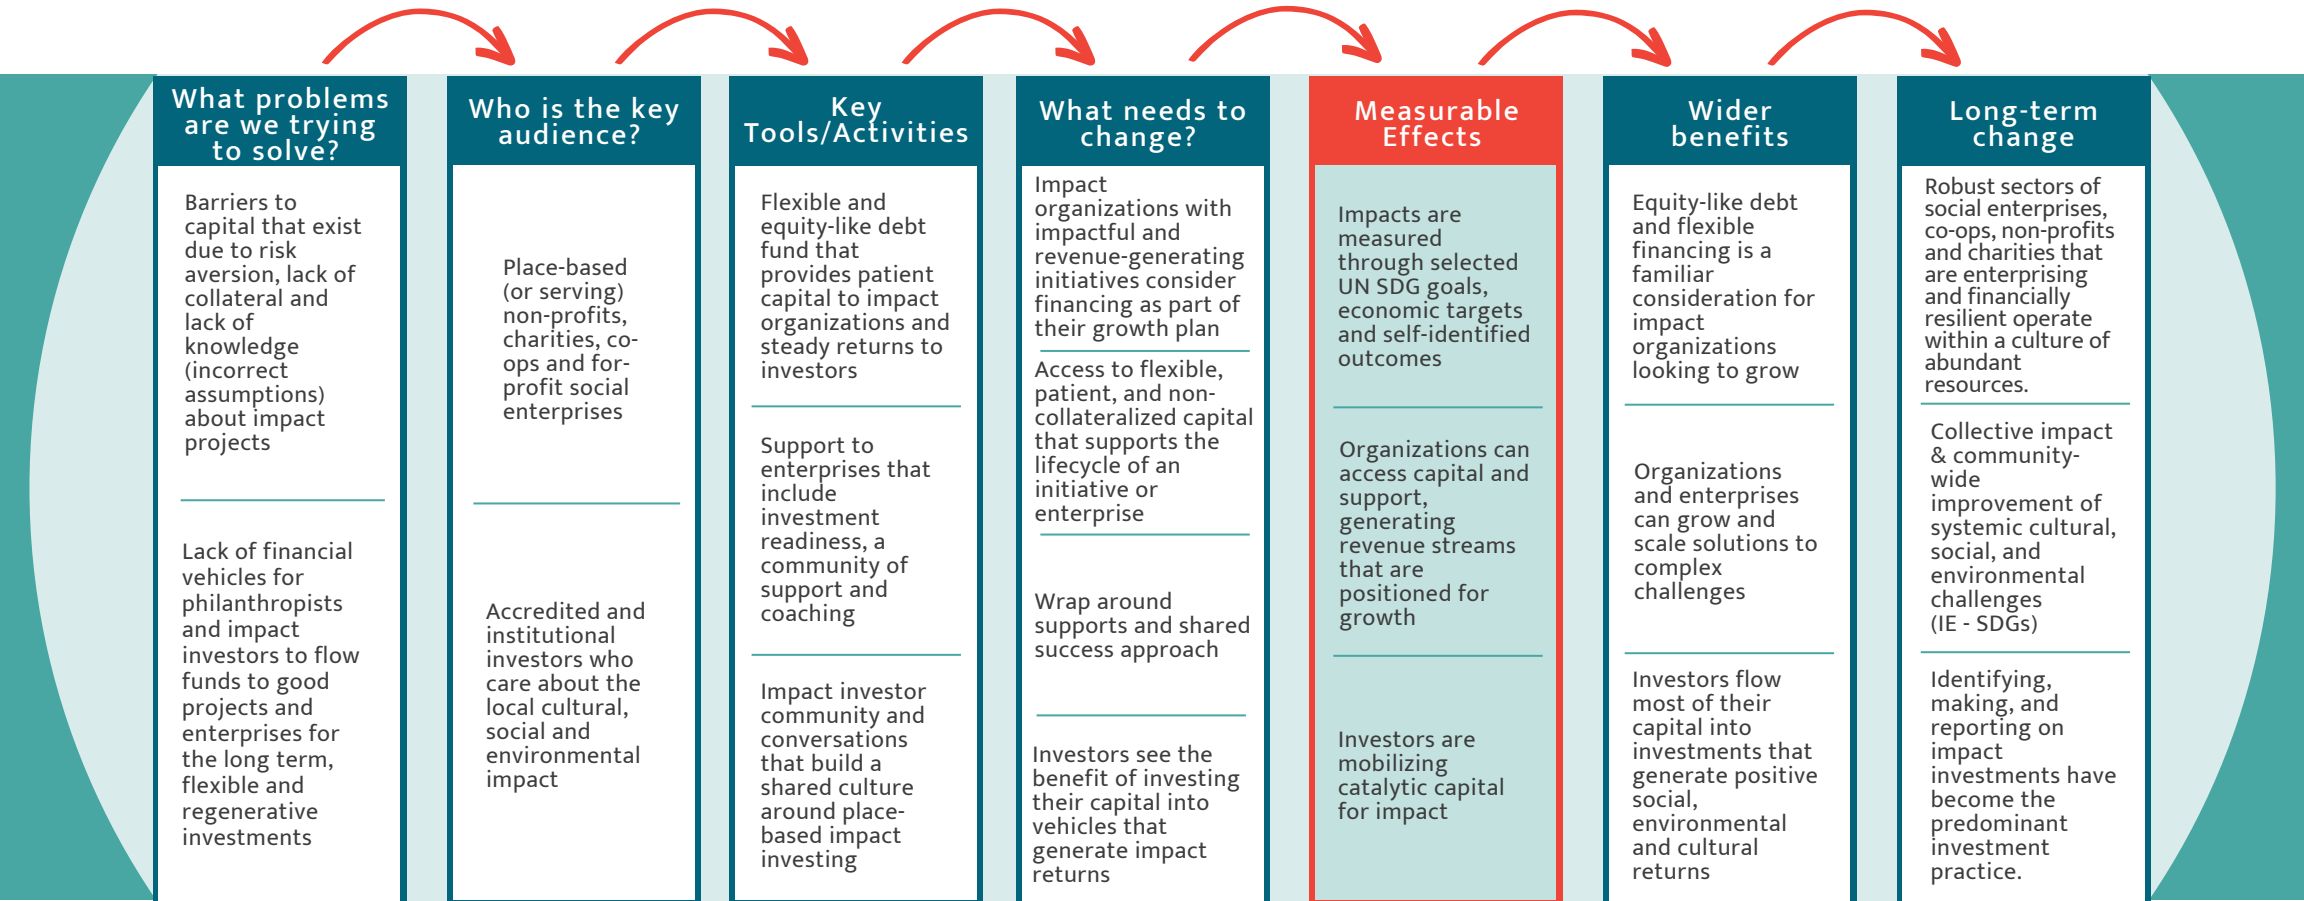 What problems
are we trying
to solve?
Barriers to
capital that exist
due to risk
aversion, lack of
collateral and
lack of
knowledge
(incorrect
assumptions)
about impact
projects
Lack of financial
vehicles for
philanthropists
and impact
investors to flow
funds to good
projects and
enterprises for
the long term,
flexible and
regenerative
investments
Who is the key
audience?
Place-based
(or serving)
non-profits,
charities, co-
ops and for-
profit social
enterprises
Accredited and
institutional
investors who
care about the
local cultural,
social and
environmental
impact
Key
Tools/Activities
Flexible and
equity-like debt
fund that
provides patient
capital to impact
organizations and
steady returns to
investors
Support to
enterprises that
include
investment
readiness, a
community of
support and
coaching
Impact investor
community and
conversations
that build a
shared culture
around place-
based impact
investing
What needs to
change?
Impact
organizations with
impactful and
revenue-generating
initiatives consider
financing as part of
their growth plan
Access to flexible,
patient, and non-
collateralized capital
that supports the
lifecycle of an
initiative or
enterprise
Wrap around
supports and shared
success approach
Investors see the
benefit of investing
their capital into
vehicles that
generate impact
returns
Measurable
Effects
Impacts are
measured
through selected
UN SDG goals,
economic targets
and self-identified
outcomes
Organizations can
access capital and
support,
generating
revenue streams
that are
positioned for
growth
Investors are
mobilizing
catalytic capital
for impact
Wider
benefits
Equity-like debt
and flexible
financing is a
familiar
consideration for
impact
organizations
looking to grow
Organizations
and enterprises
can grow and
scale solutions to
complex
challenges
Investors flow
most of their
capital into
investments that
generate positive
social,
environmental
and cultural
returns
Long-term
change
Robust sectors of
social enterprises,
co-ops, non-profits
and charities that
are enterprising
and financially
resilient operate
within a culture of
abundant
resources.
Collective impact
& community-
wide
improvement of
systemic cultural,
social, and
environmental
challenges
(IE - SDGs)
Identifying,
making, and
reporting on
impact
investments have
become the
predominant
investment
practice.